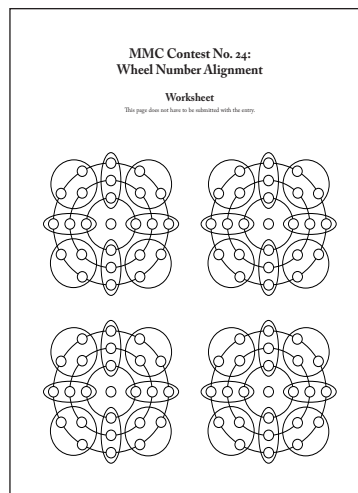 MMC Contest No. 24:
Wheel Number Alignment
Worksheet
This page does not have to be submitted with the entry.